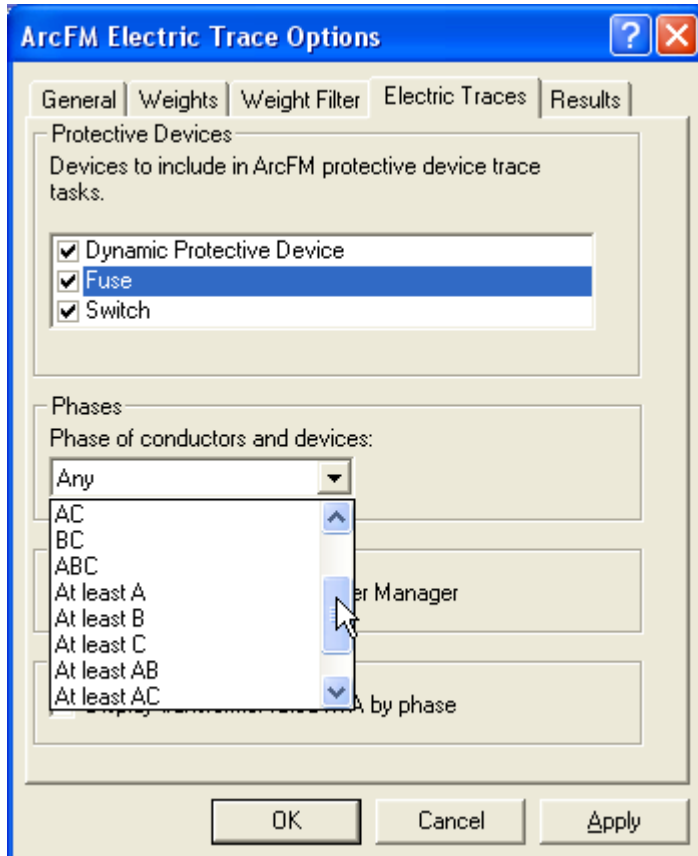 ArcFM Electric Trace Options
General Weights Weight Filter Electric Traces Results
Protective Devices
Devices to include in ArcFM protective device trace
tasks.
Dynamic Protective Device
Fuse
Switch
Phases
Phase of conductors and devices:
Any
AC
BC
ABC
At least A
er Manager
At least B
At least C
At least AB
At least AC
by phase
OK Cancel Apply